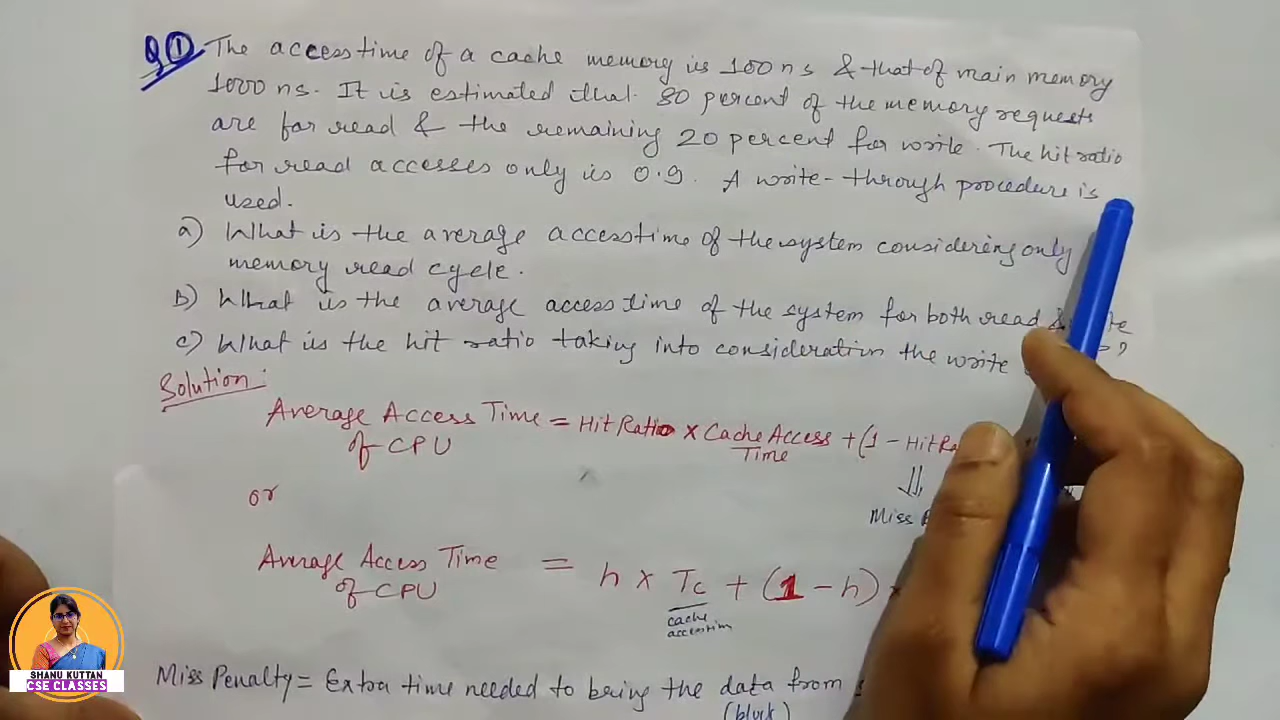 Q① The access time of a cache memory is 100 ns & that of main memory
1000 ns. It is estimated that 80 percent of the memory requests
are for read & the remaining 20 percent for write. The hit ratio
for read accesses only is 0.9. A write-through procedure is
used.
a) What is the average access time of the system considering only
memory read cycle.
b) What is the average access time of the system for both read &
c) What is the hit ratio taking into consideration the write
Solution:
Average Access Time = Hit Ratio × Cache Access + (1 - Hit
of CPU Time
Miss
or
Average Access Time = h × Tc + (1 - h)
of CPU
cache
access tim
Miss Penalty = Extra time needed to bring the data from
(block)
SHANU KUTTAN
CSE CLASSES